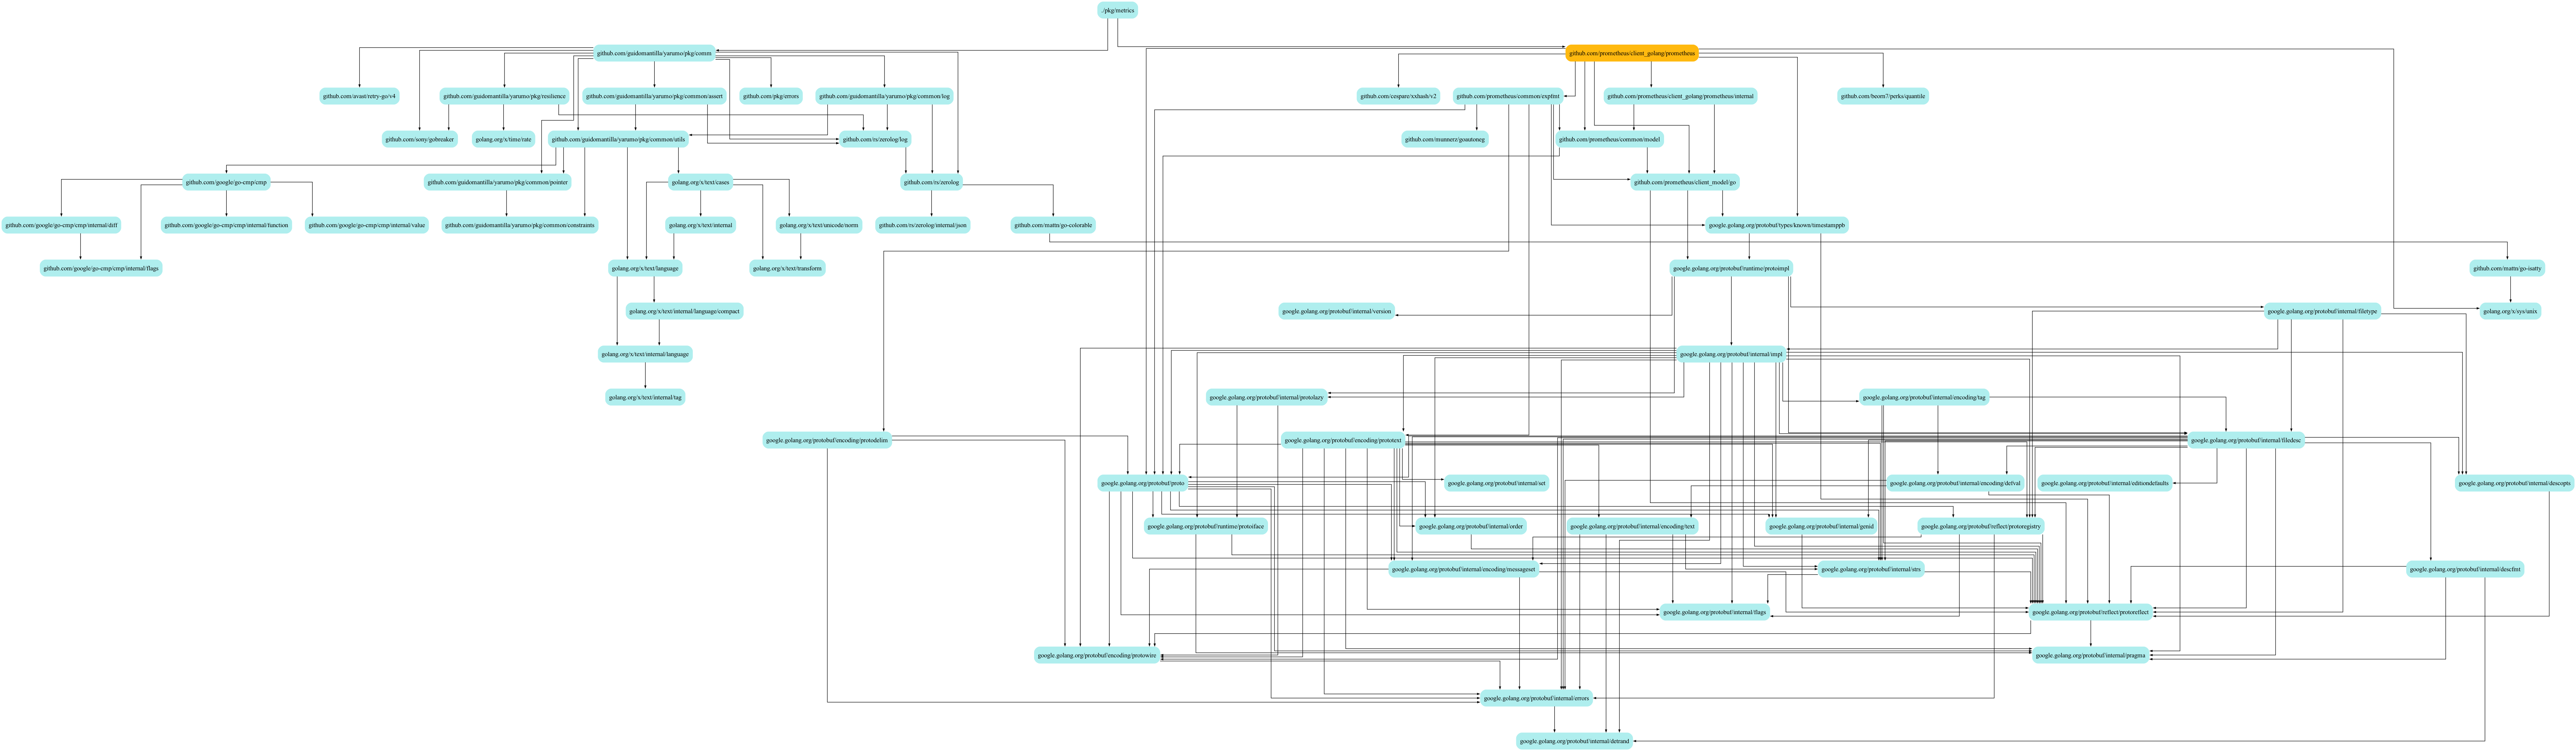 ./pkg/metrics
github.com/guidomantilla/yarumo/pkg/comm
github.com/prometheus/client_golang/prometheus
github.com/avast/retry-go/v4
github.com/guidomantilla/yarumo/pkg/resilience
github.com/guidomantilla/yarumo/pkg/common/assert
github.com/pkg/errors
github.com/guidomantilla/yarumo/pkg/common/log
github.com/cespare/xxhash/v2
github.com/prometheus/common/expfmt
github.com/prometheus/client_golang/prometheus/internal
github.com/beorn7/perks/quantile
github.com/sony/gobreaker
golang.org/x/time/rate
github.com/guidomantilla/yarumo/pkg/common/utils
github.com/rs/zerolog/log
github.com/munnerz/goautoneg
github.com/prometheus/common/model
github.com/google/go-cmp/cmp
github.com/guidomantilla/yarumo/pkg/common/pointer
golang.org/x/text/cases
github.com/rs/zerolog
github.com/prometheus/client_model/go
github.com/google/go-cmp/cmp/internal/diff
github.com/google/go-cmp/cmp/internal/function
github.com/google/go-cmp/cmp/internal/value
github.com/guidomantilla/yarumo/pkg/common/constraints
golang.org/x/text/internal
golang.org/x/text/unicode/norm
github.com/rs/zerolog/internal/json
github.com/mattn/go-colorable
google.golang.org/protobuf/types/known/timestamppb
github.com/google/go-cmp/cmp/internal/flags
golang.org/x/text/language
golang.org/x/text/transform
google.golang.org/protobuf/runtime/protoimpl
github.com/mattn/go-isatty
golang.org/x/text/internal/language/compact
google.golang.org/protobuf/internal/version
google.golang.org/protobuf/internal/filetype
golang.org/x/sys/unix
golang.org/x/text/internal/language
google.golang.org/protobuf/internal/impl
golang.org/x/text/internal/tag
google.golang.org/protobuf/internal/protolazy
google.golang.org/protobuf/internal/encoding/tag
google.golang.org/protobuf/encoding/protodelim
google.golang.org/protobuf/encoding/prototext
google.golang.org/protobuf/internal/filedesc
google.golang.org/protobuf/proto
google.golang.org/protobuf/internal/set
google.golang.org/protobuf/internal/encoding/defval
google.golang.org/protobuf/internal/editiondefaults
google.golang.org/protobuf/internal/descopts
google.golang.org/protobuf/runtime/protoiface
google.golang.org/protobuf/internal/order
google.golang.org/protobuf/internal/encoding/text
google.golang.org/protobuf/internal/genid
google.golang.org/protobuf/reflect/protoregistry
google.golang.org/protobuf/internal/encoding/messageset
google.golang.org/protobuf/internal/strs
google.golang.org/protobuf/internal/descfmt
google.golang.org/protobuf/internal/flags
google.golang.org/protobuf/reflect/protoreflect
google.golang.org/protobuf/encoding/protowire
google.golang.org/protobuf/internal/pragma
google.golang.org/protobuf/internal/errors
google.golang.org/protobuf/internal/detrand